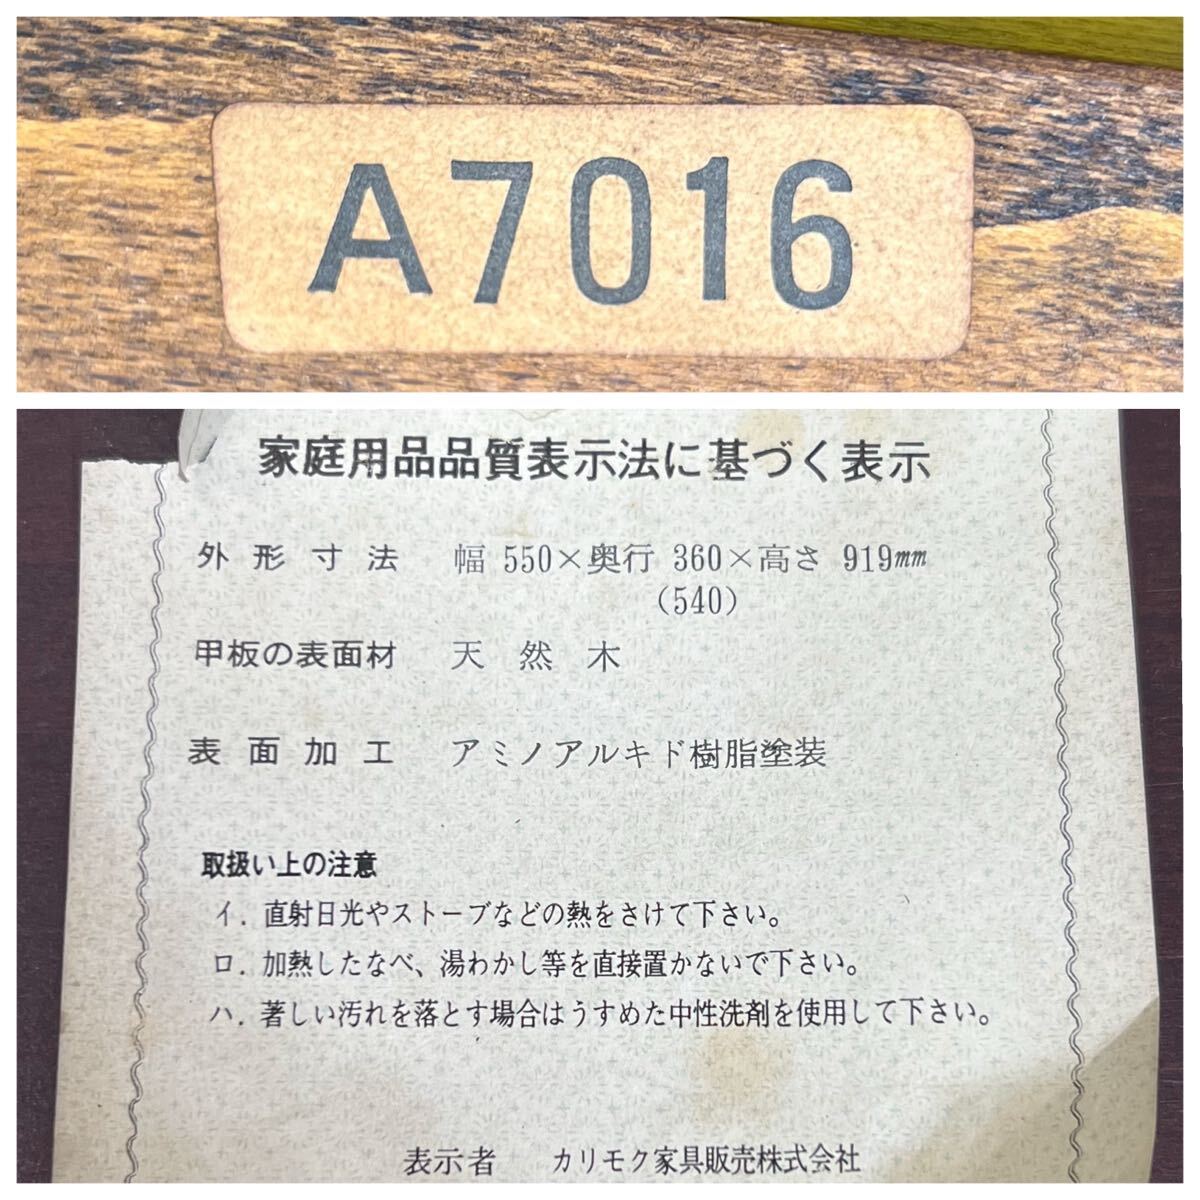 A7016
家庭用品品質表示法に基づく表示
外形寸法 幅 550×奥行 360×高さ 919mm
(540)
甲板の表面材 天然木
表面加工 アミノアルキド樹脂塗装
取扱い上の注意
イ．直射日光やストーブなどの熱をさけて下さい。
ロ．加熱したなべ、湯わかし等を直接置かないで下さい。
ハ．著しい汚れを落とす場合はうすめた中性洗剤を使用して下さい。
表示者 カリモク家具販売株式会社